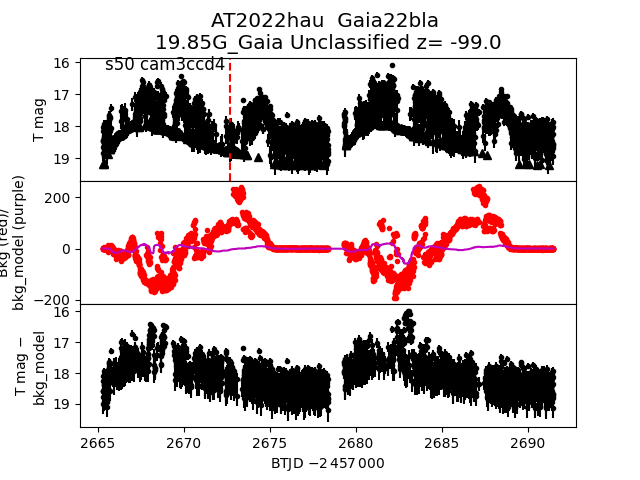 AT2022hau  Gaia22bla
19.85G_Gaia Unclassified z= -99.0
s50 cam3ccd4
16
17
18
19
T mag
200
0
−200
Bkg (red)/
bkg_model (purple)
16
17
18
19
T mag −
bkg_model
2665 2670 2675 2680 2685 2690
BTJD −2 457 000